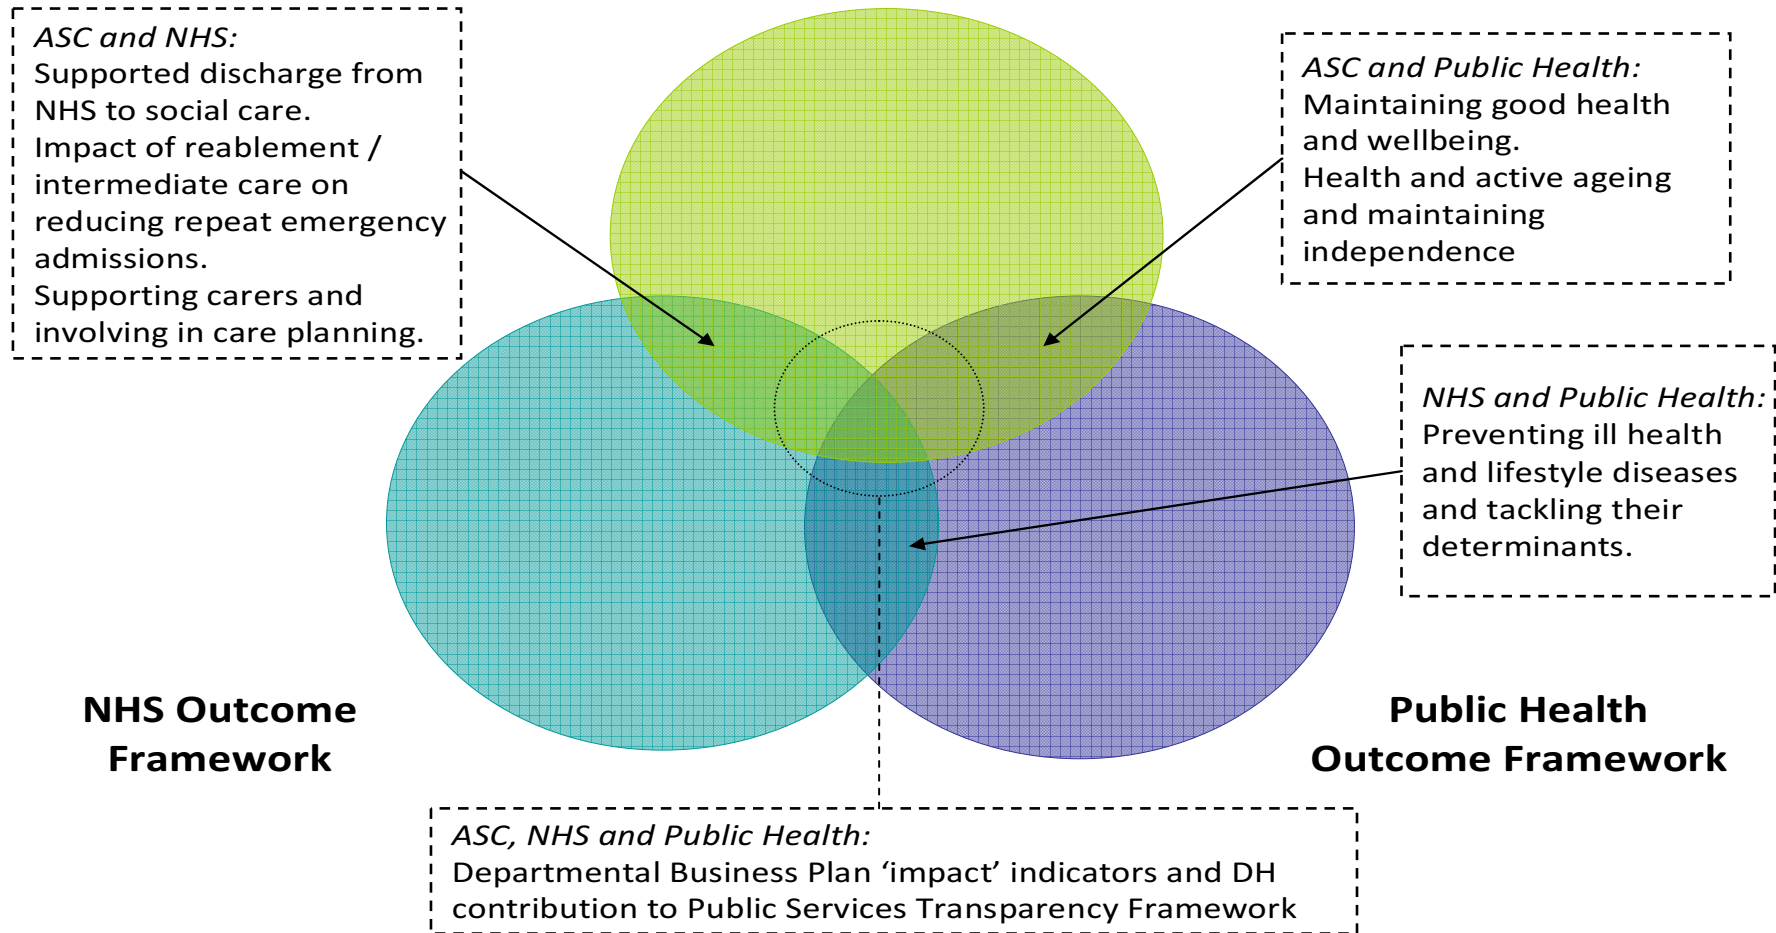 ASC and NHS:
Supported discharge from
NHS to social care.
Impact of reablement /
intermediate care on
reducing repeat emergency
admissions.
Supporting carers and
involving in care planning.
ASC and Public Health:
Maintaining good health
and wellbeing.
Health and active ageing
and maintaining
independence
NHS and Public Health:
Preventing ill health
and lifestyle diseases
and tackling their
determinants.
NHS Outcome
Framework
Public Health
Outcome Framework
ASC, NHS and Public Health:
Departmental Business Plan ‘impact’ indicators and DH
contribution to Public Services Transparency Framework